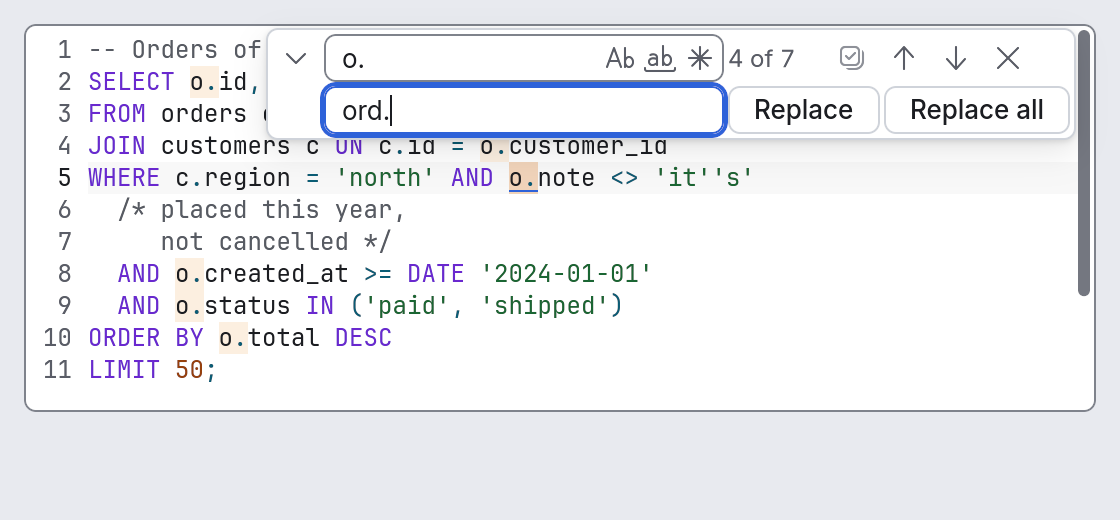 o.
Ab
ab
4 of 7
ord.
Replace
Replace all
1 -- Orders of
2 SELECT o.id,
3 FROM orders
4 JOIN customers c ON c.id = o.customer_id
5 WHERE c.region = 'north' AND o.note <> 'it''s'
6 /* placed this year,
7 not cancelled */
8 AND o.created_at >= DATE '2024-01-01'
9 AND o.status IN ('paid', 'shipped')
10 ORDER BY o.total DESC
11 LIMIT 50;